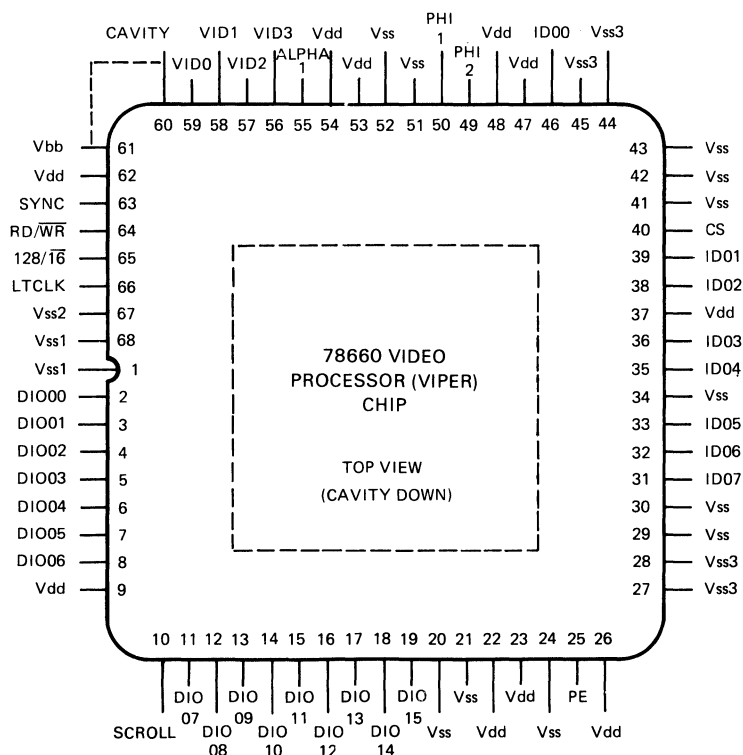 PHI
CAVITY VID1 VID3 Vdd Vss 1 Vdd ID00 Vss3
VID0 VID2 ALPHA 1 Vdd Vss PHI 2 Vdd Vss3
60 59 58 57 56 55 54 53 52 51 50 49 48 47 46 45 44
Vbb 61 43 Vss
Vdd 62 42 Vss
SYNC 63 41 Vss
RD/WR 64 40 CS
128/16 65 39 ID01
LTCLK 66 38 ID02
Vss2 67 37 Vdd
Vss1 68 36 ID03
Vss1 1 35 ID04
DIO00 2 34 Vss
DIO01 3 33 ID05
DIO02 4 32 ID06
DIO03 5 31 ID07
DIO04 6 30 Vss
DIO05 7 29 Vss
DIO06 8 28 Vss3
Vdd 9 27 Vss3
78660 VIDEO
PROCESSOR (VIPER)
CHIP
TOP VIEW
(CAVITY DOWN)
10 11 12 13 14 15 16 17 18 19 20 21 22 23 24 25 26
DIO 07 DIO 09 DIO 11 DIO 13 DIO 15 Vss Vdd PE
SCROLL DIO 08 DIO 10 DIO 12 DIO 14 Vss Vdd Vss Vdd